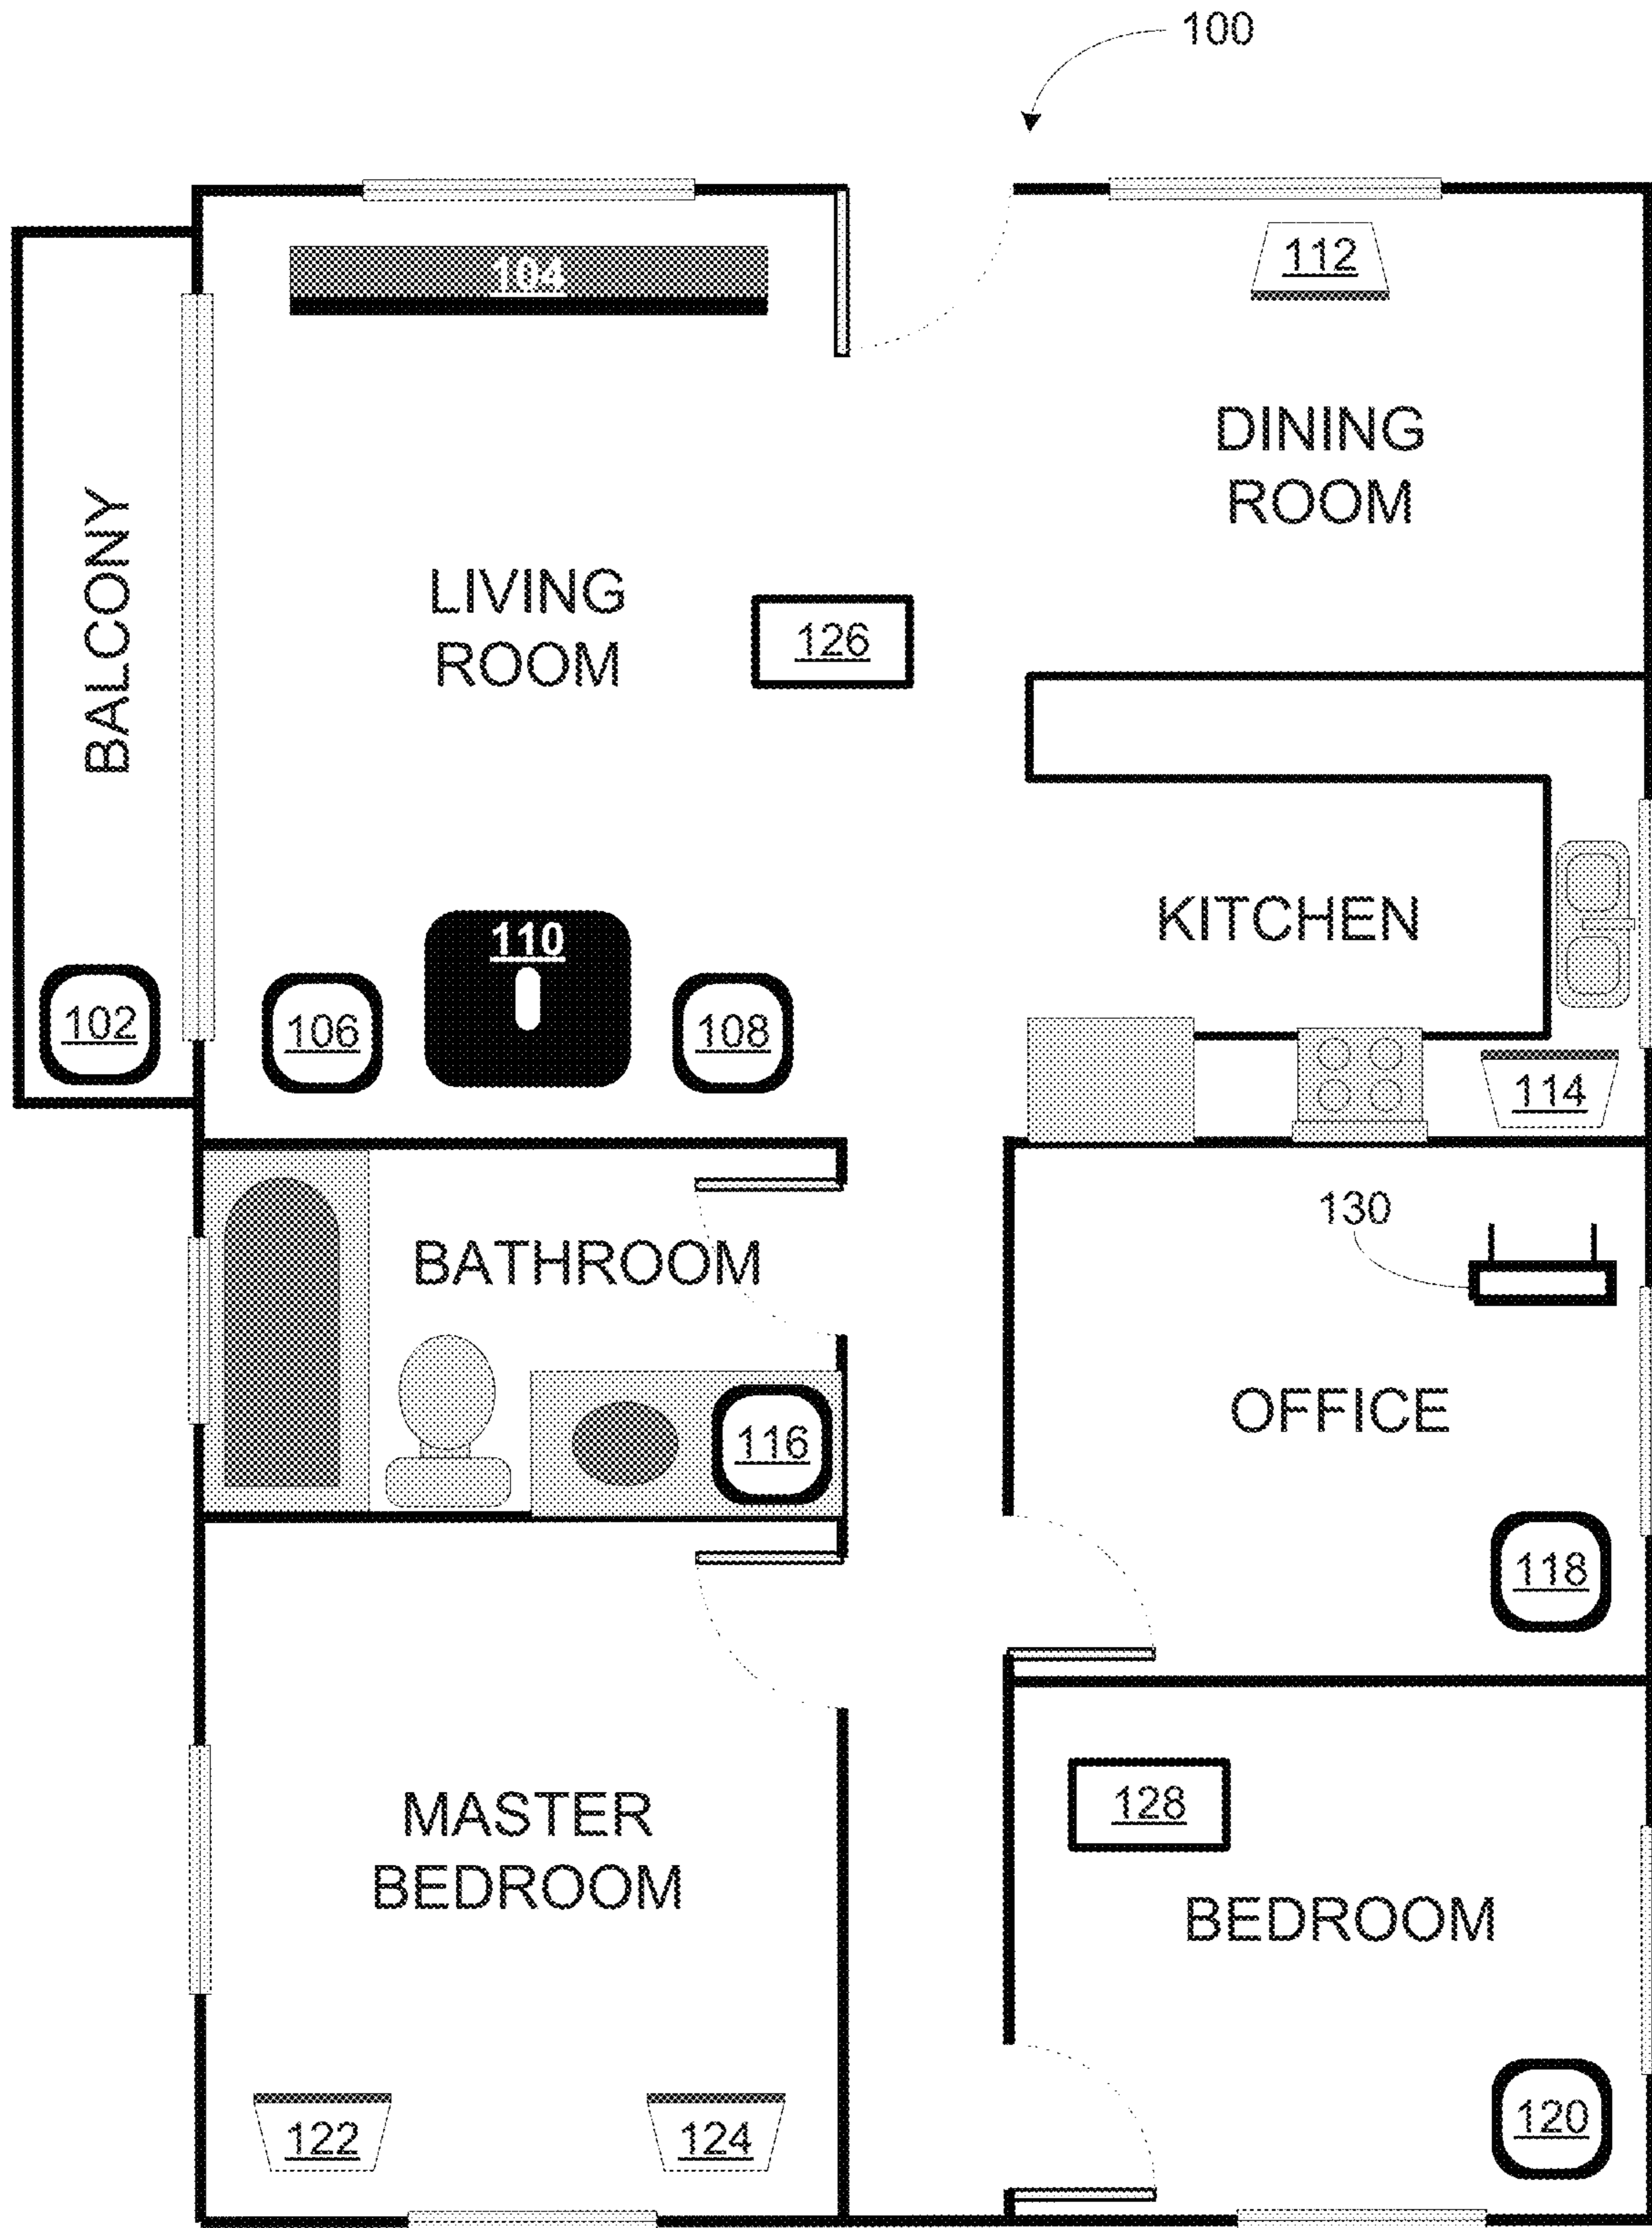 100
104
112
DINING
ROOM
BALCONY
LIVING
ROOM
126
KITCHEN
110
102
106
108
114
130
BATHROOM
OFFICE
116
118
128
MASTER
BEDROOM
BEDROOM
122
124
120